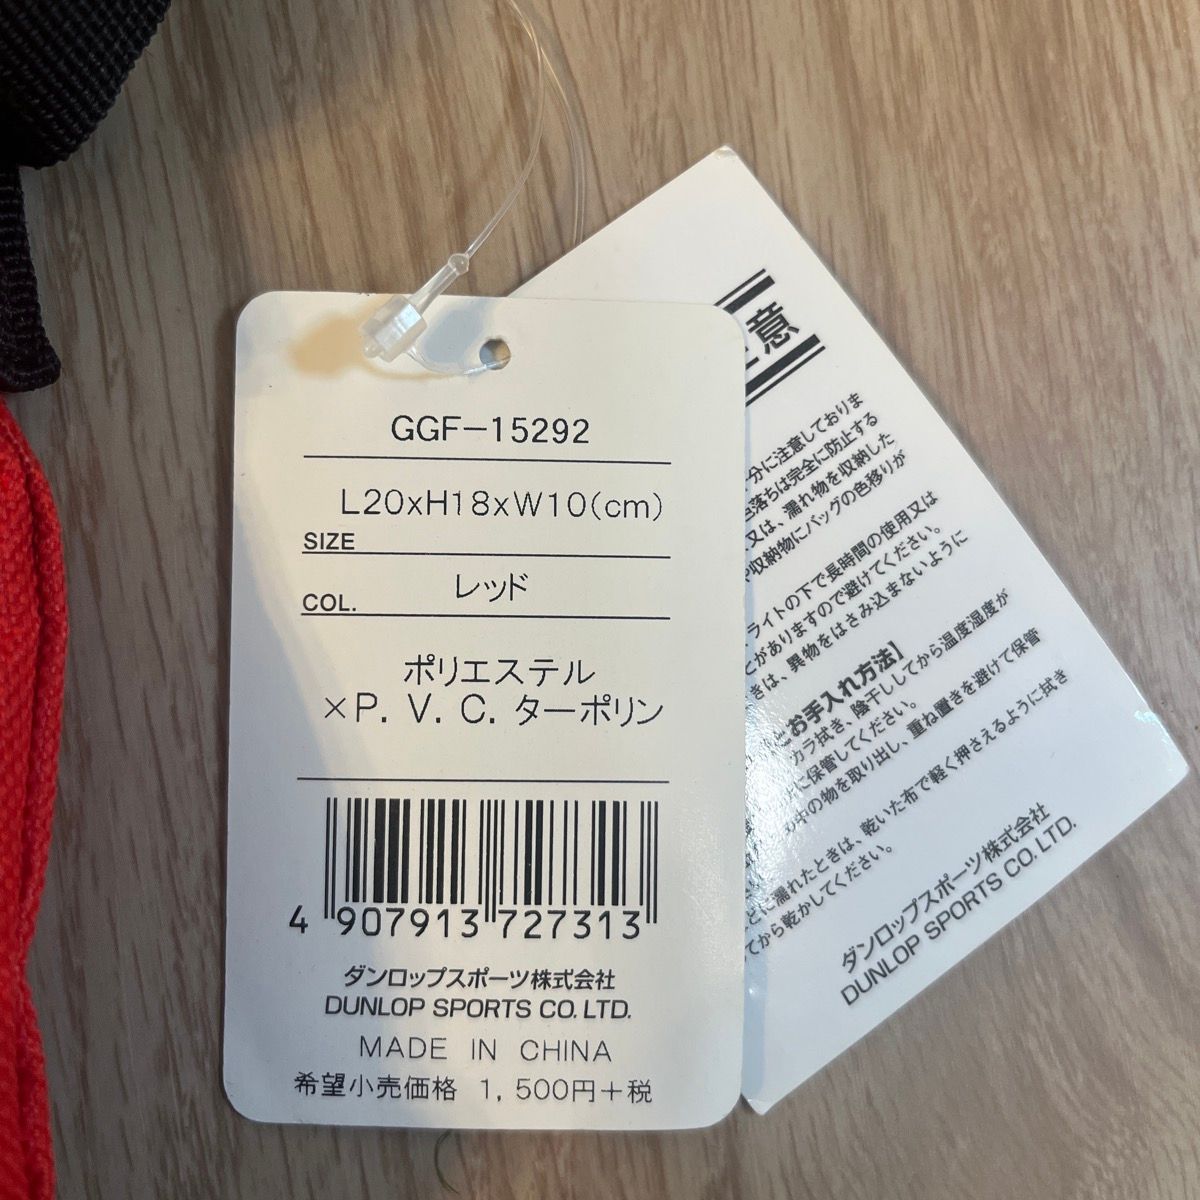 GGF-15292
L20xH18xW10(cm)
SIZE
レッド
COL.
ポリエステル
×P. V. C. ターポリン
4 907913 727313
ダンロップスポーツ株式会社
DUNLOP SPORTS CO. LTD.
MADE IN CHINA
希望小売価格 1,500円+税
意
分に注意しておりま
色落ちは完全に防止する
又は、濡れ物を収納した
や収納物にバッグの色移りが
ライトの下で長時間の使用又は
とがありますので避けてください。
きは、異物をはさみ込まないように
お手入れ方法】
カラ拭き、陰干ししてから温度湿度が
に保管してください。
中の物を取り出し、重ね置きを避けて保管
とに濡れたときは、乾いた布で軽く押さえるように拭き
てから乾かしてください。
ダンロップスポーツ株式会社
DUNLOP SPORTS CO. LTD.